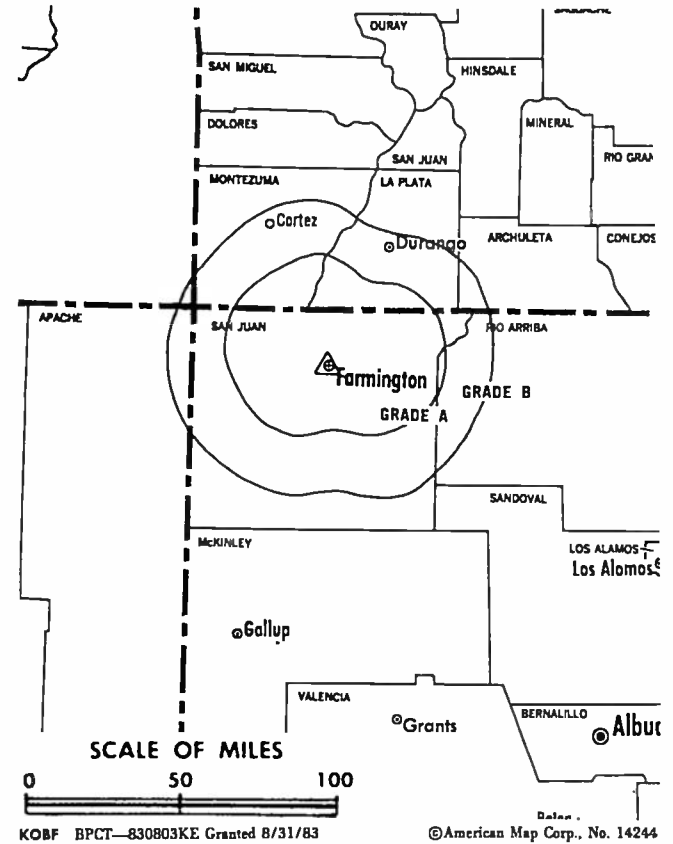 OURAY
SAN MIGUEL
HINSDALE
DOLORES
MINERAL
SAN JUAN
RIO GRAN
MONTEZUMA
LA PLATA
Cortez
Durango
ARCHULETA
CONEJOS
APACHE
SAN JUAN
RIO ARRIBA
Farmington
GRADE B
GRADE A
SANDOVAL
McKINLEY
LOS ALAMOS
Los Alamos
Gallup
VALENCIA
BERNALILLO
Grants
Albuq
SCALE OF MILES
0 50 100
KOBF BPCT—830803KE Granted 8/31/83
©American Map Corp., No. 14244